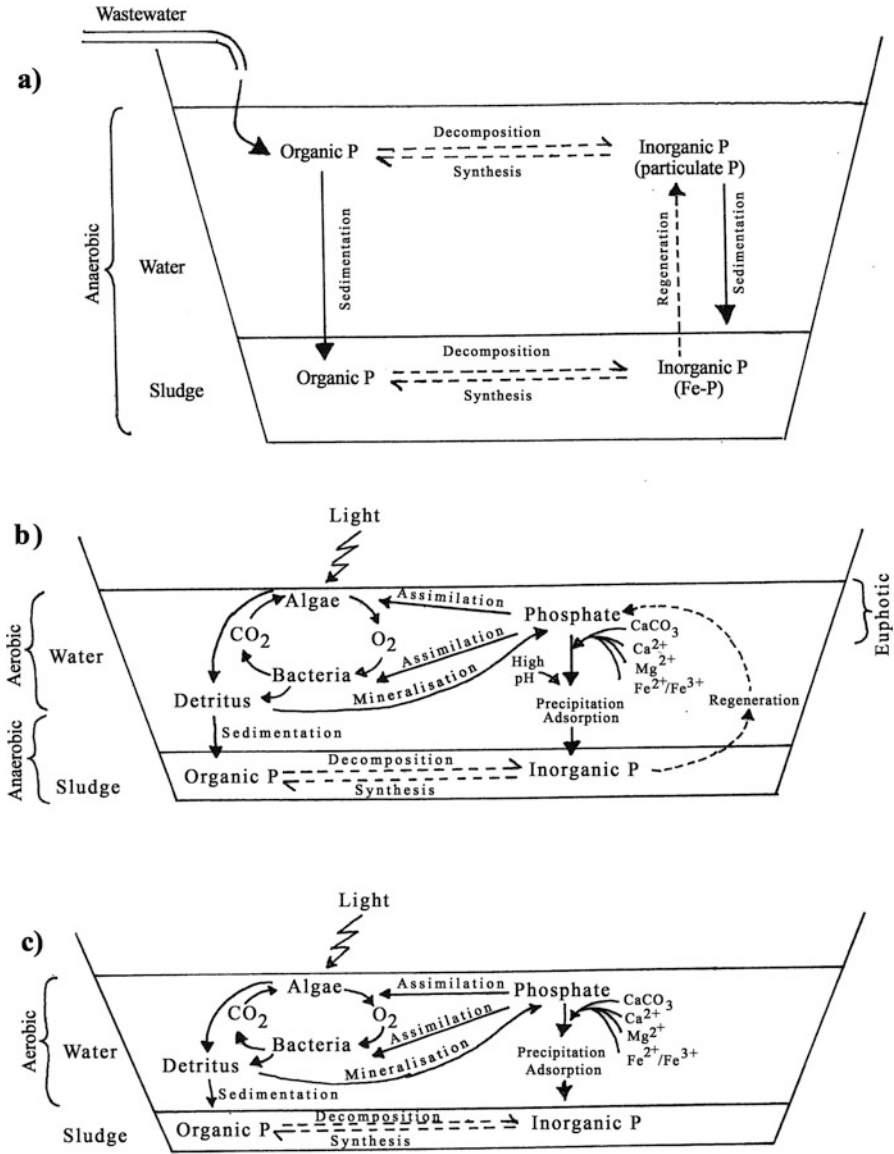 Wastewater
a)
Organic P
Decomposition
Synthesis
Inorganic P
(particulate P)
Anaerobic
Water
Sedimentation
Regeneration
Sedimentation
Decomposition
Organic P
Synthesis
Inorganic P
(Fe-P)
Sludge
b)
Light
Euphotic
Algae
Assimilation
Phosphate
CO2
O2
CaCO3
Ca2+
Mg2+
Fe2+/Fe3+
Aerobic
Water
Assimilation
High
pH
Bacteria
Mineralisation
Detritus
Precipitation
Adsorption
Regeneration
Sedimentation
Anaerobic
Decomposition
Organic P
Synthesis
Inorganic P
Sludge
c)
Light
Algae
Assimilation
Phosphate
CO2
O2
CaCO3
Ca2+
Mg2+
Fe2+/Fe3+
Aerobic
Water
Assimilation
Bacteria
Mineralisation
Detritus
Precipitation
Adsorption
Sedimentation
Decomposition
Organic P
Synthesis
Inorganic P
Sludge